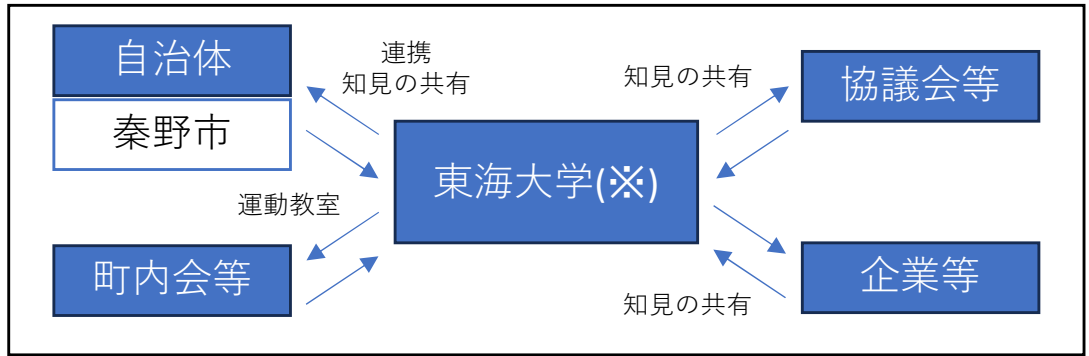 自治体
秦野市
連携
知見の共有
知見の共有
協議会等
東海大学(※)
運動教室
町内会等
企業等
知見の共有